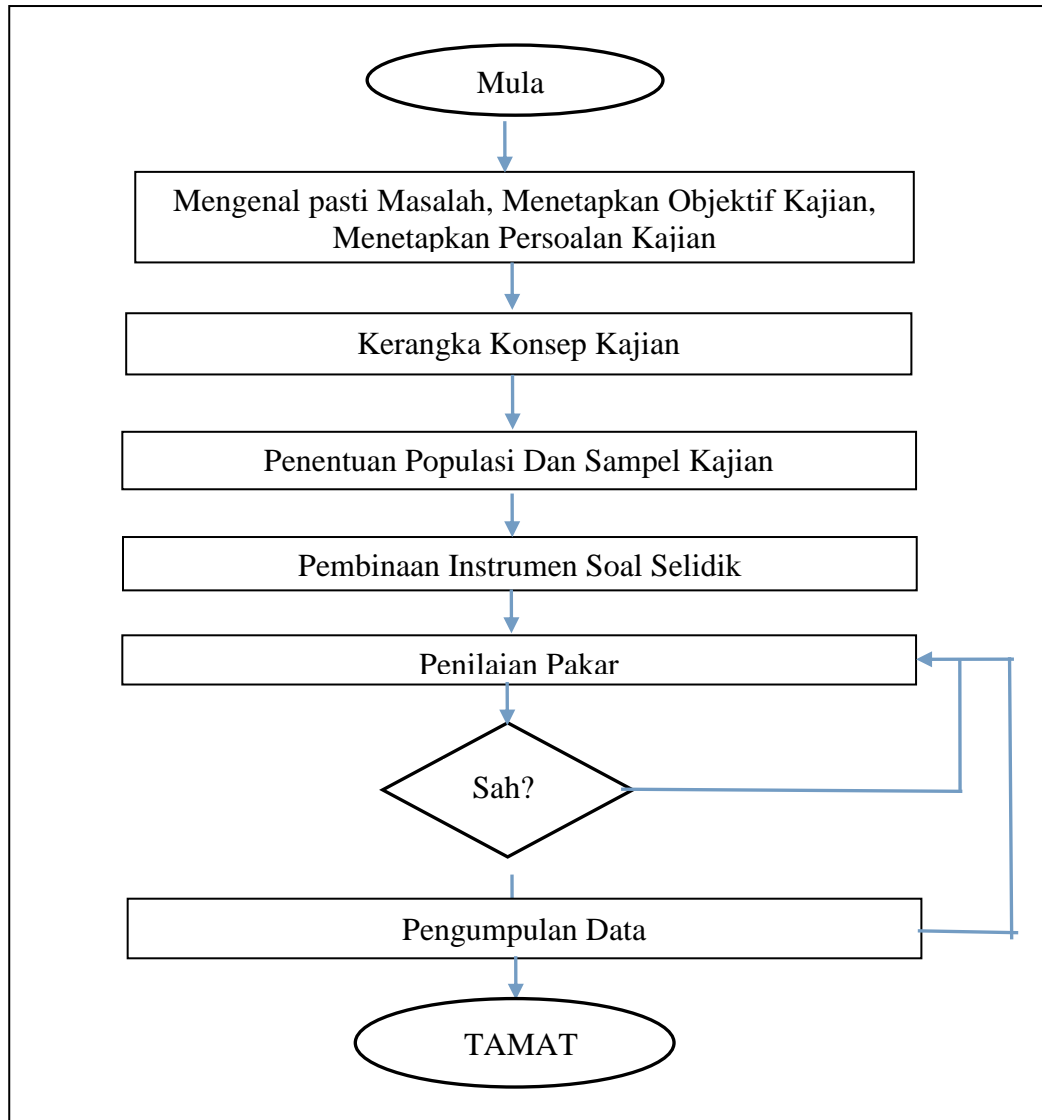 Mula
Mengenal pasti Masalah, Menetapkan Objektif Kajian,
Menetapkan Persoalan Kajian
Kerangka Konsep Kajian
Penentuan Populasi Dan Sampel Kajian
Pembinaan Instrumen Soal Selidik
Penilaian Pakar
Sah?
Pengumpulan Data
TAMAT